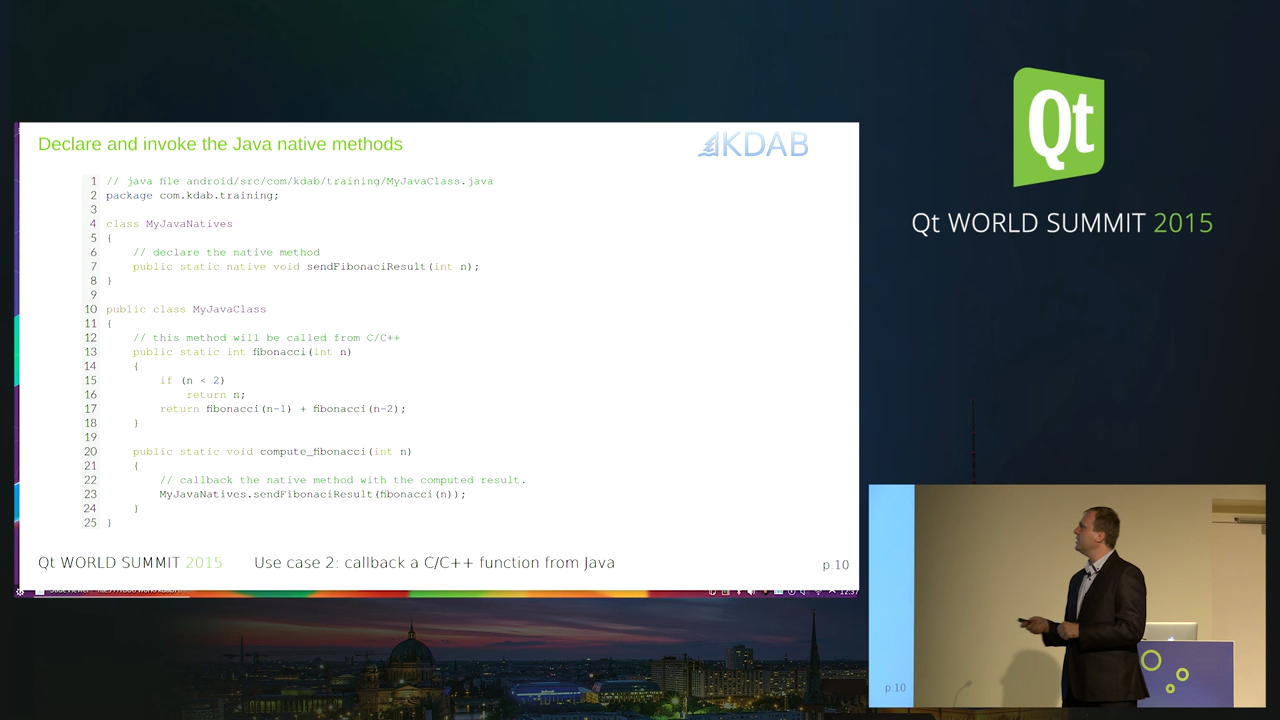 Declare and invoke the Java native methods
KDAB
1 // java file android/src/com/kdab/training/MyJavaClass.java
2 package com.kdab.training;
3
4 class MyJavaNatives
5 {
6 // declare the native method
7 public static native void sendFibonaciResult(int n);
8 }
9
10 public class MyJavaClass
11 {
12 // this method will be called from C/C++
13 public static int fibonacci(int n)
14 {
15 if (n < 2)
16 return n;
17 return fibonacci(n-1) + fibonacci(n-2);
18 }
19
20 public static void compute_fibonacci(int n)
21 {
22 // callback the native method with the computed result.
23 MyJavaNatives.sendFibonaciResult(fibonacci(n));
24 }
25 }
Qt WORLD SUMMIT 2015 Use case 2: callback a C/C++ function from Java p.10
Qt
Qt WORLD SUMMIT 2015
p.10